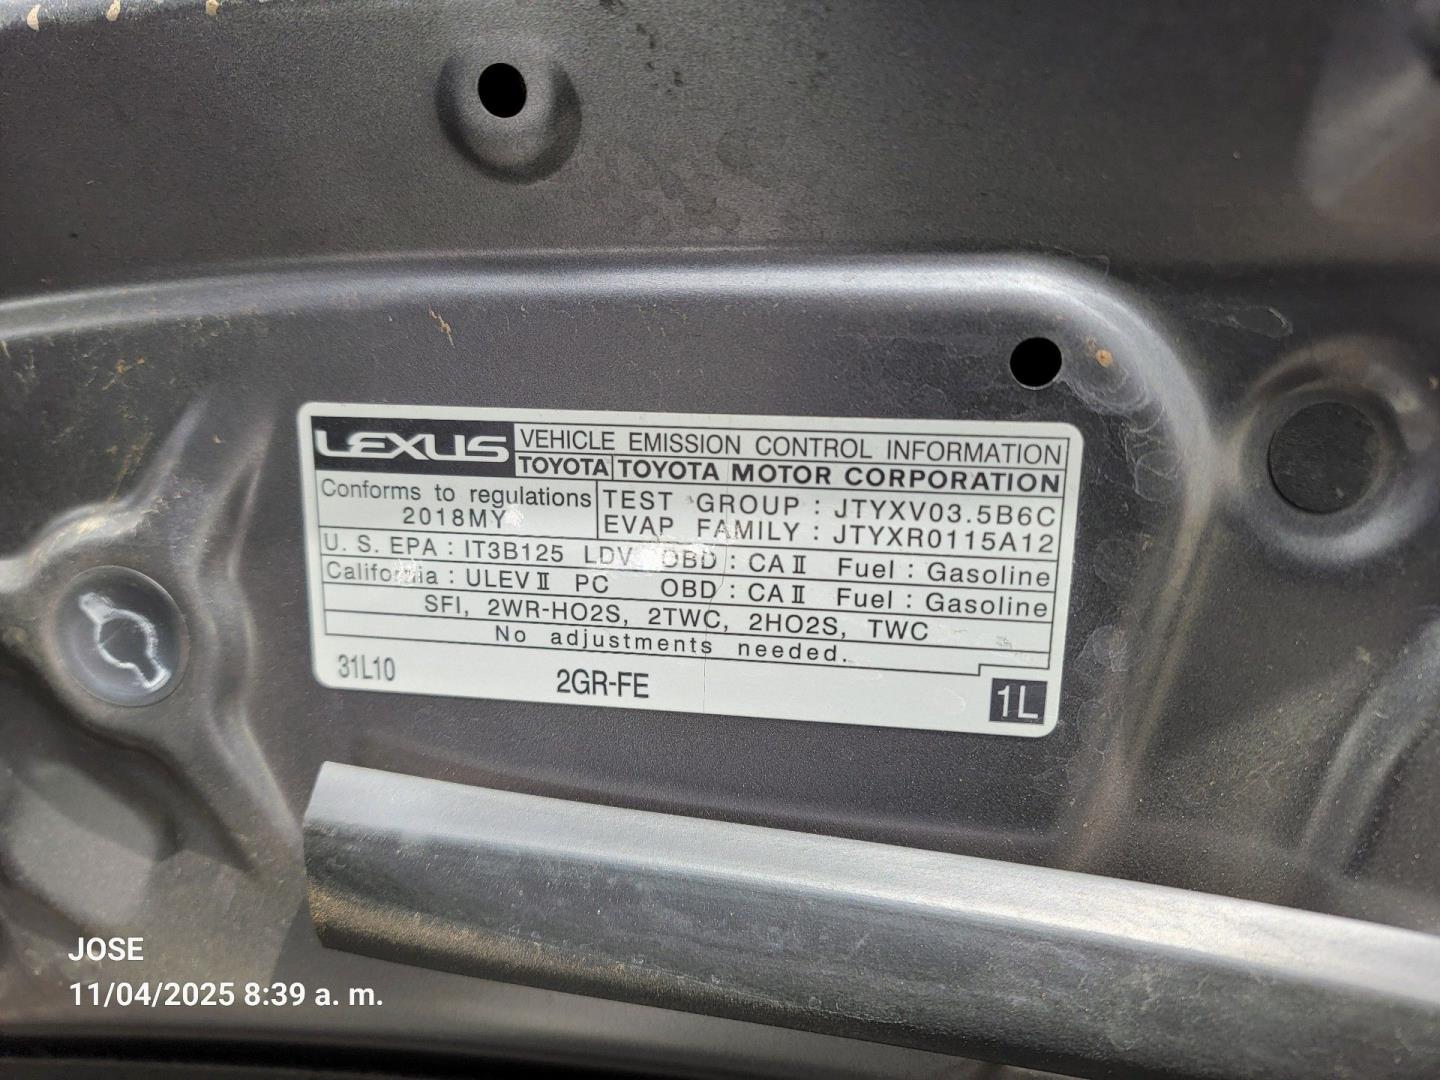 LEXUS VEHICLE EMISSION CONTROL INFORMATION
TOYOTA TOYOTA MOTOR CORPORATION
Conforms to regulations
2018MY
TEST GROUP : JTYXV03.5B6C
EVAP FAMILY : JTYXR0115A12
U. S. EPA : IT3B125 LDV OBD : CA II Fuel : Gasoline
California : ULEV II PC OBD : CA II Fuel : Gasoline
SFI, 2WR-HO2S, 2TWC, 2HO2S, TWC
No adjustments needed.
31L10 2GR-FE 1L
JOSE
11/04/2025 8:39 a. m.